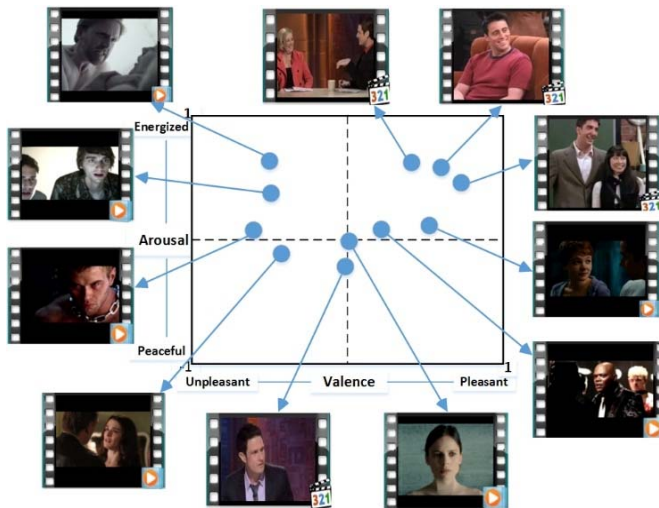 321
321
1
Energized
321
Arousal
Peaceful
-1
1
Unpleasant
Valence
Pleasant
321